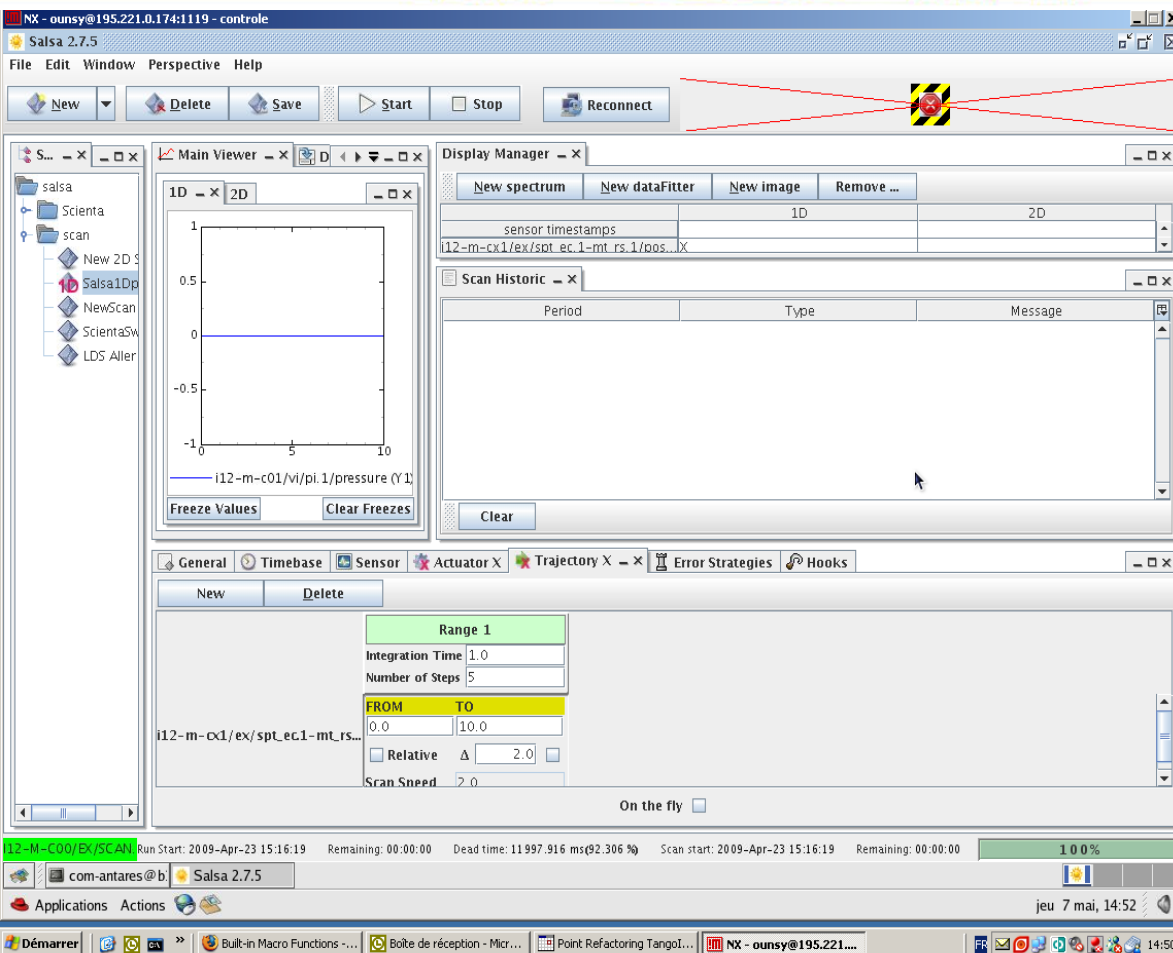 NX - ounsy@195.221.0.174:1119 - controle
Salsa 2.7.5
File Edit Window Perspective Help
New Delete Save Start Stop Reconnect
S... Main Viewer D Display Manager
salsa
Scienta
scan
New 2D S
1D Salsa1Dp
NewScan
ScientaSw
LDS Aller
1D 2D
1
0.5
0
-0.5
-1
0 5 10
i12-m-c01/vi/pi.1/pressure (Y1)
Freeze Values Clear Freezes
New spectrum New dataFitter New image Remove ...
1D 2D
sensor timestamps
i12-m-cx1/ex/spt_ec.1-mt_rs.1/pos... X
Scan Historic
Period Type Message
Clear
General Timebase Sensor Actuator X Trajectory X Error Strategies Hooks
New Delete
Range 1
Integration Time 1.0
Number of Steps 5
FROM TO
0.0 10.0
i12-m-cx1/ex/spt_ec.1-mt_rs...
Relative Δ 2.0
Scan Speed 2.0
On the fly
I12-M-C00/EX/SCAN. Run Start: 2009-Apr-23 15:16:19 Remaining: 00:00:00 Dead time: 11997.916 ms(92.306 %) Scan start: 2009-Apr-23 15:16:19 Remaining: 00:00:00 100%
com-antares@b: Salsa 2.7.5
Applications Actions jeu 7 mai, 14:52
Démarrer » Built-in Macro Functions -... Boîte de réception - Micr... Point Refactoring TangoI... NX - ounsy@195.221.... FR 14:50